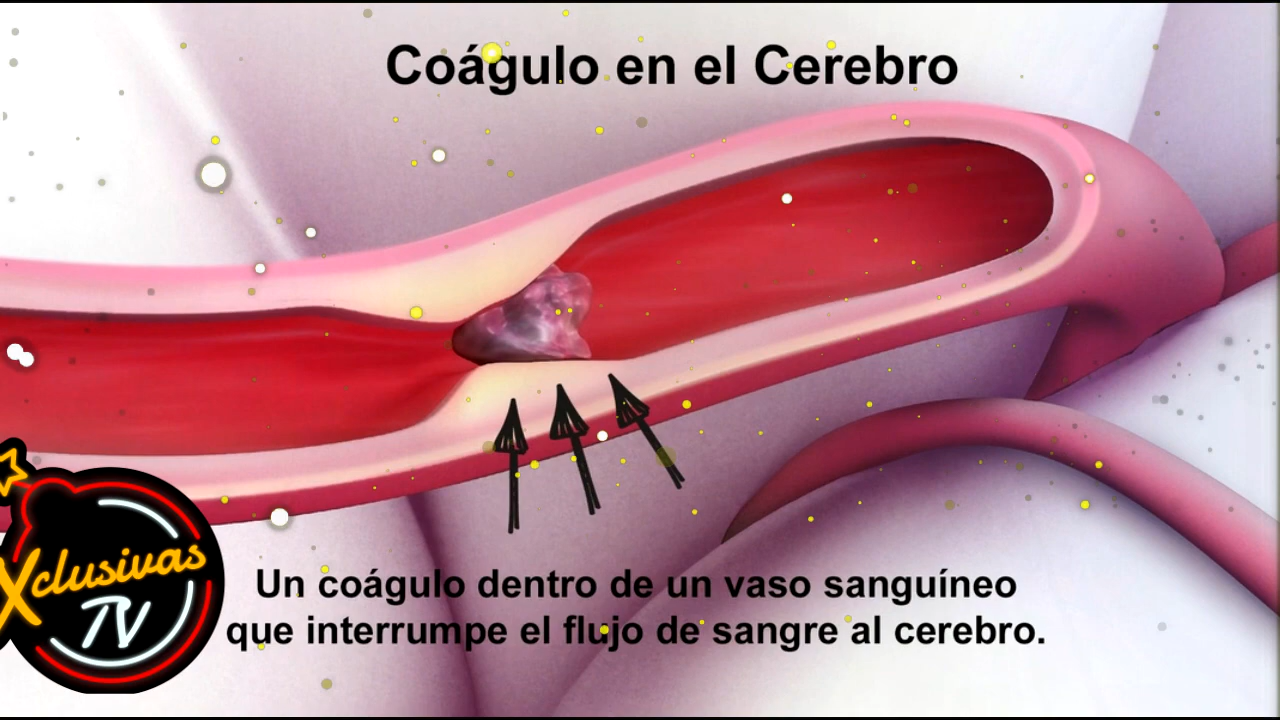 Coágulo en el Cerebro
Xclusivas
TV
Un coágulo dentro de un vaso sanguíneo
que interrumpe el flujo de sangre al cerebro.